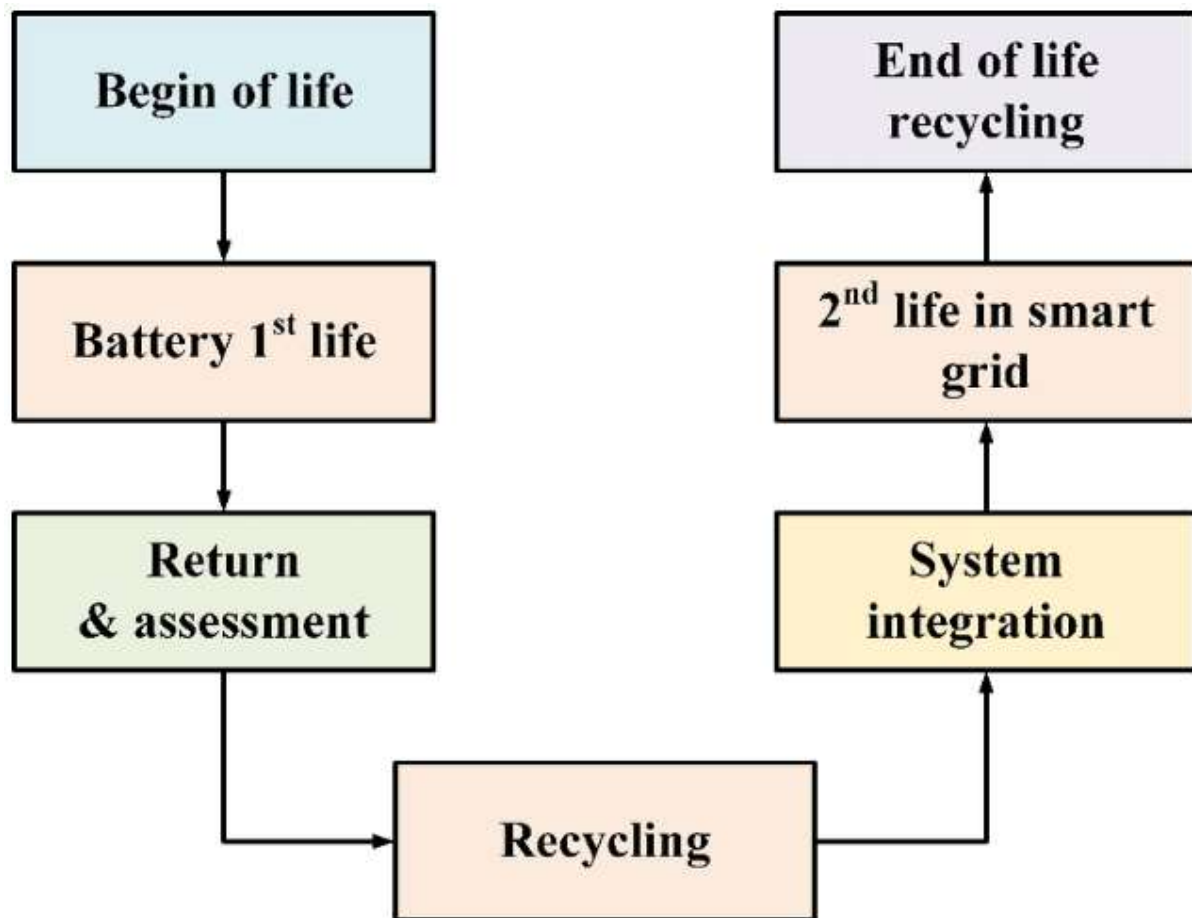 Begin of life
Battery 1st life
Return
& assessment
Recycling
System
integration
2nd life in smart
grid
End of life
recycling